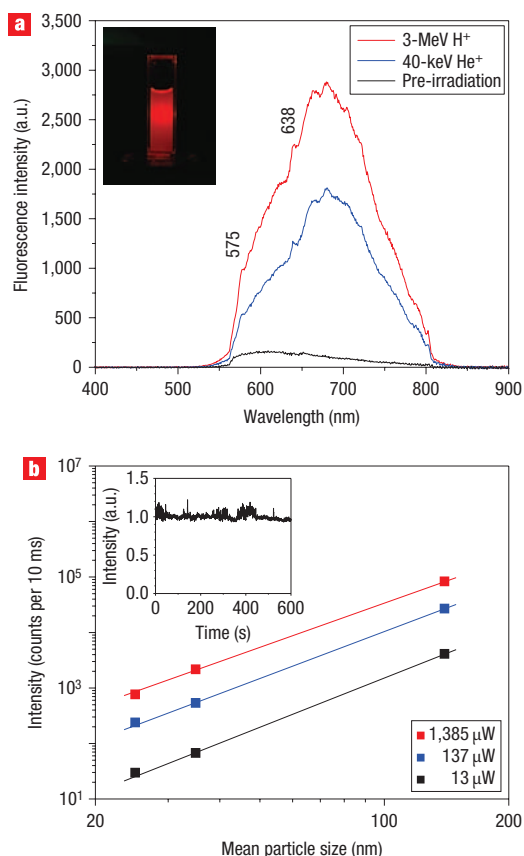 a
3,500
3,000
2,500
2,000
1,500
1,000
500
0
Fluorescence intensity (a.u.)
3-MeV H⁺
40-keV He⁺
Pre-irradiation
575
638
400 500 600 700 800 900
Wavelength (nm)
b
10⁷
10⁵
10³
10¹
Intensity (counts per 10 ms)
1.5
1.0
0.5
0.0
Intensity (a.u.)
0 200 400 600
Time (s)
1,385 µW
137 µW
13 µW
20 100 200
Mean particle size (nm)